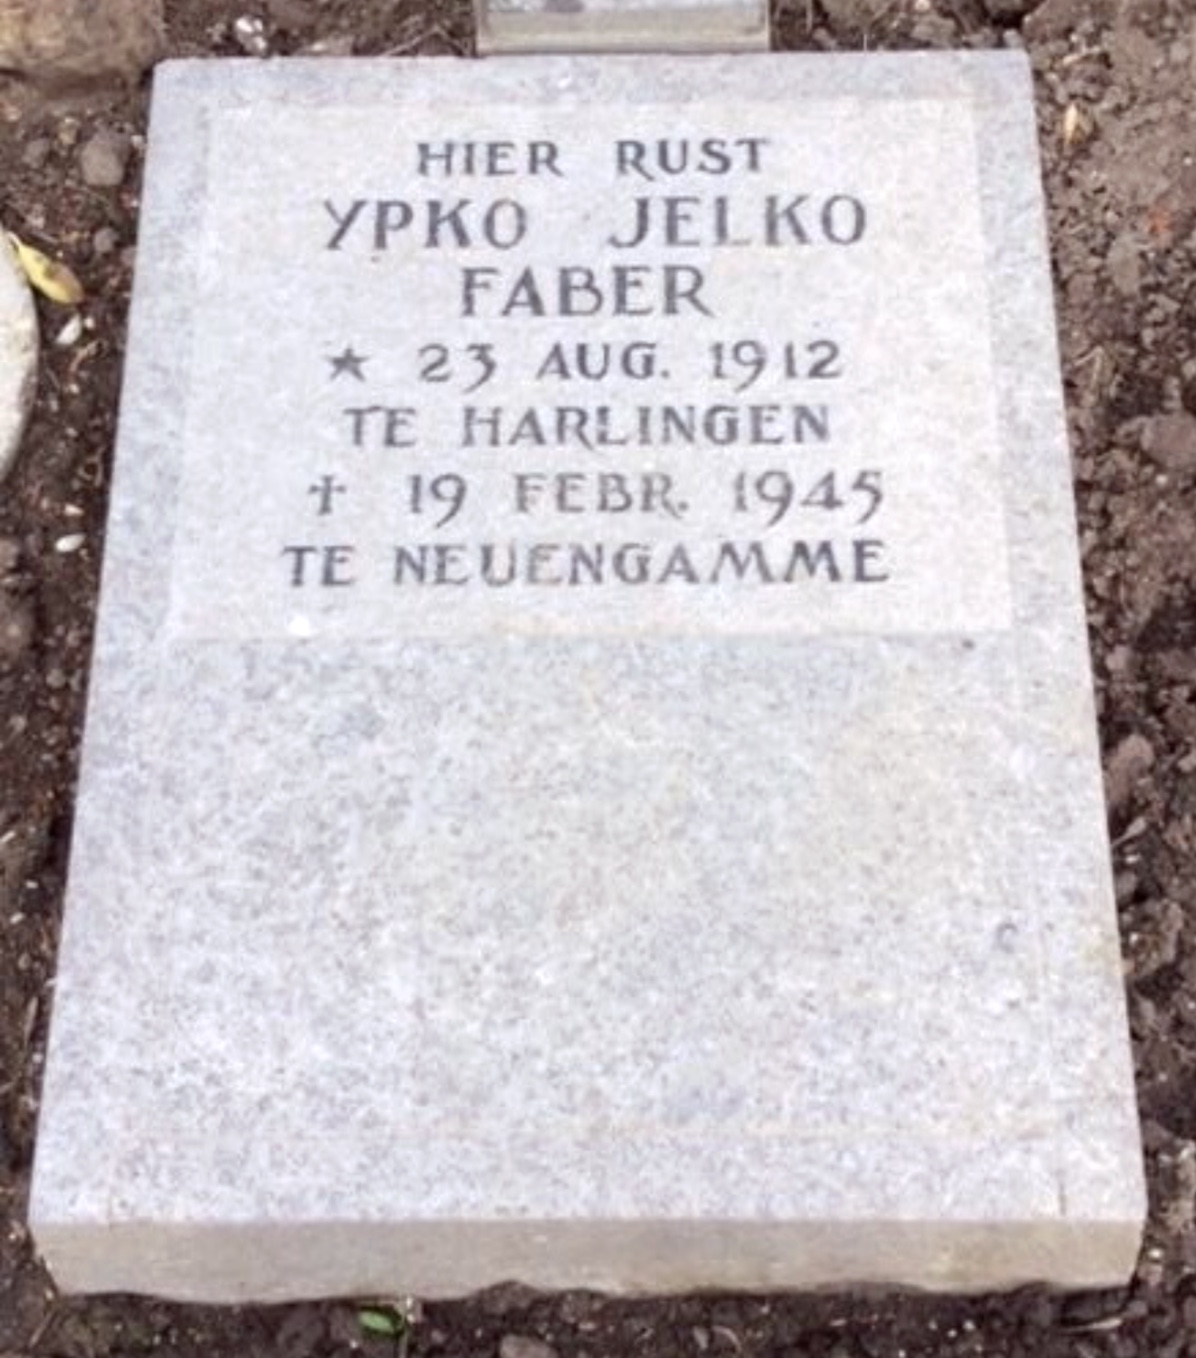 HIER RUST
YPKO JELKO
FABER
★ 23 AUG. 1912
TE HARLINGEN
† 19 FEBR. 1945
TE NEUENGAMME